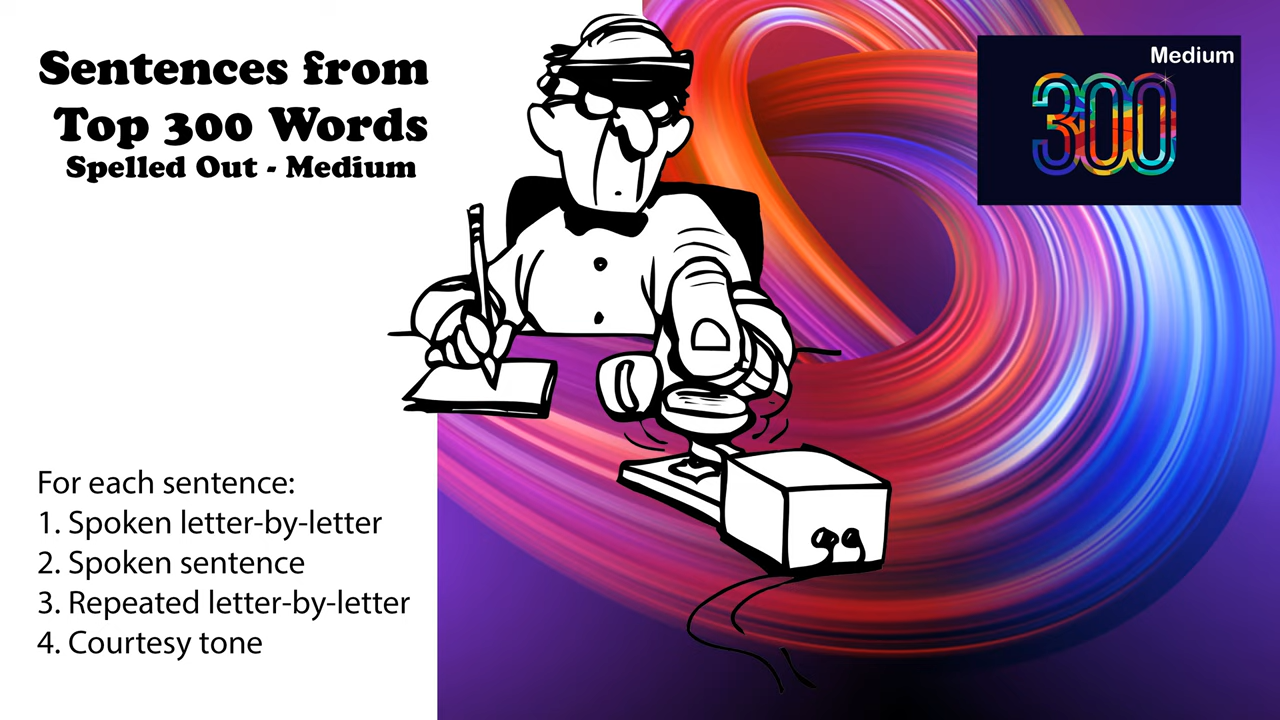 Sentences from
Top 300 Words
Spelled Out - Medium
Medium
300
For each sentence:
1. Spoken letter-by-letter
2. Spoken sentence
3. Repeated letter-by-letter
4. Courtesy tone